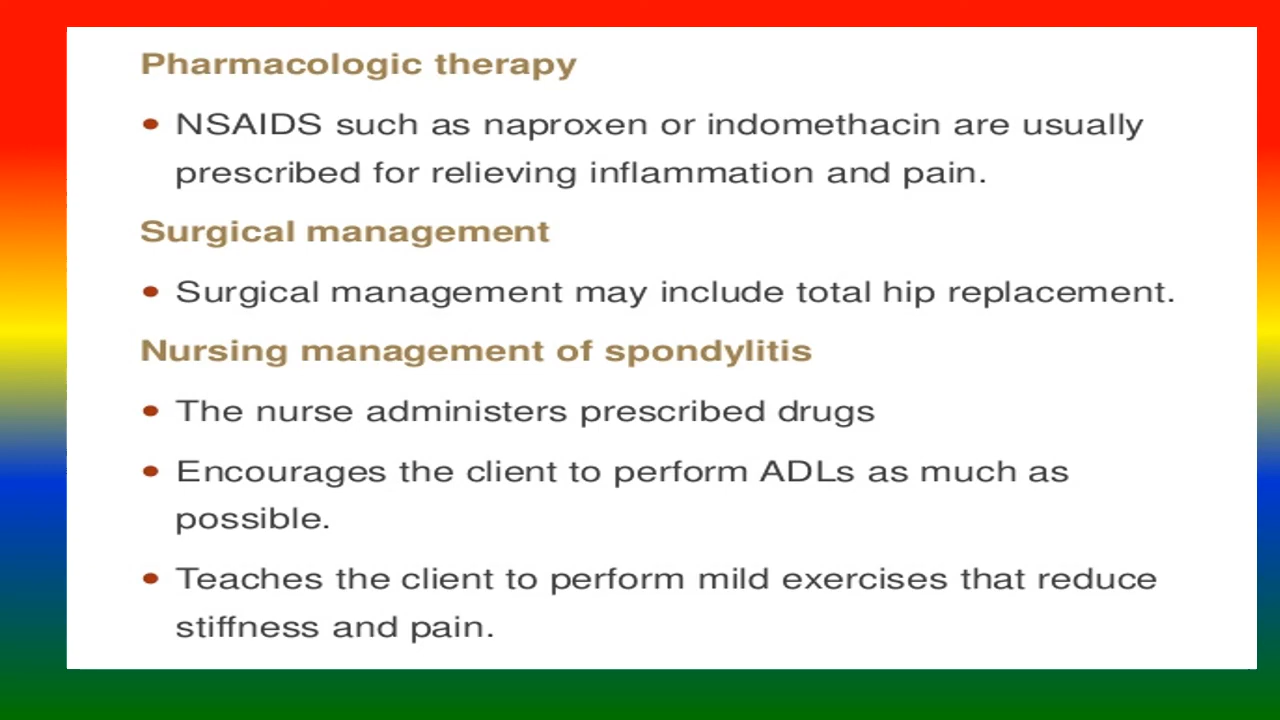 Pharmacologic therapy
• NSAIDS such as naproxen or indomethacin are usually
prescribed for relieving inflammation and pain.
Surgical management
• Surgical management may include total hip replacement.
Nursing management of spondylitis
• The nurse administers prescribed drugs
• Encourages the client to perform ADLs as much as
possible.
• Teaches the client to perform mild exercises that reduce
stiffness and pain.